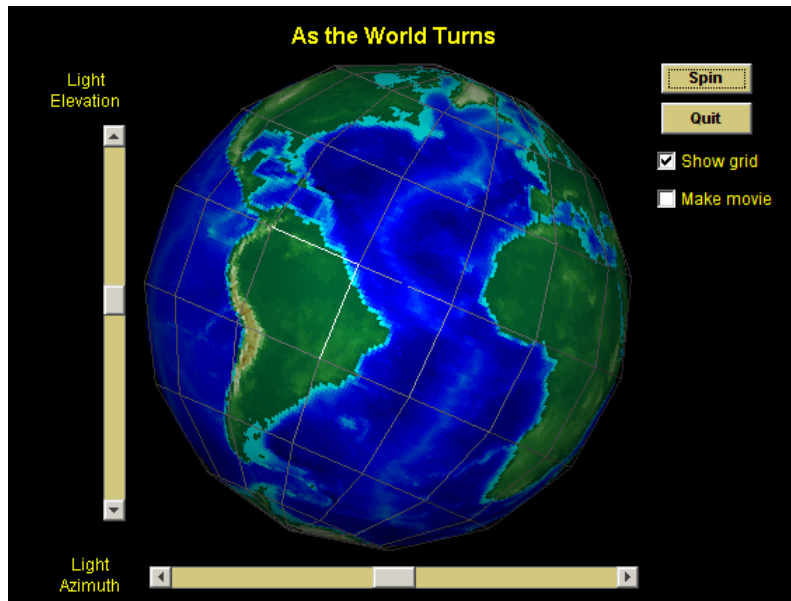 As the World Turns
Light
Elevation
Spin
Quit
Show grid
Make movie
Light
Azimuth